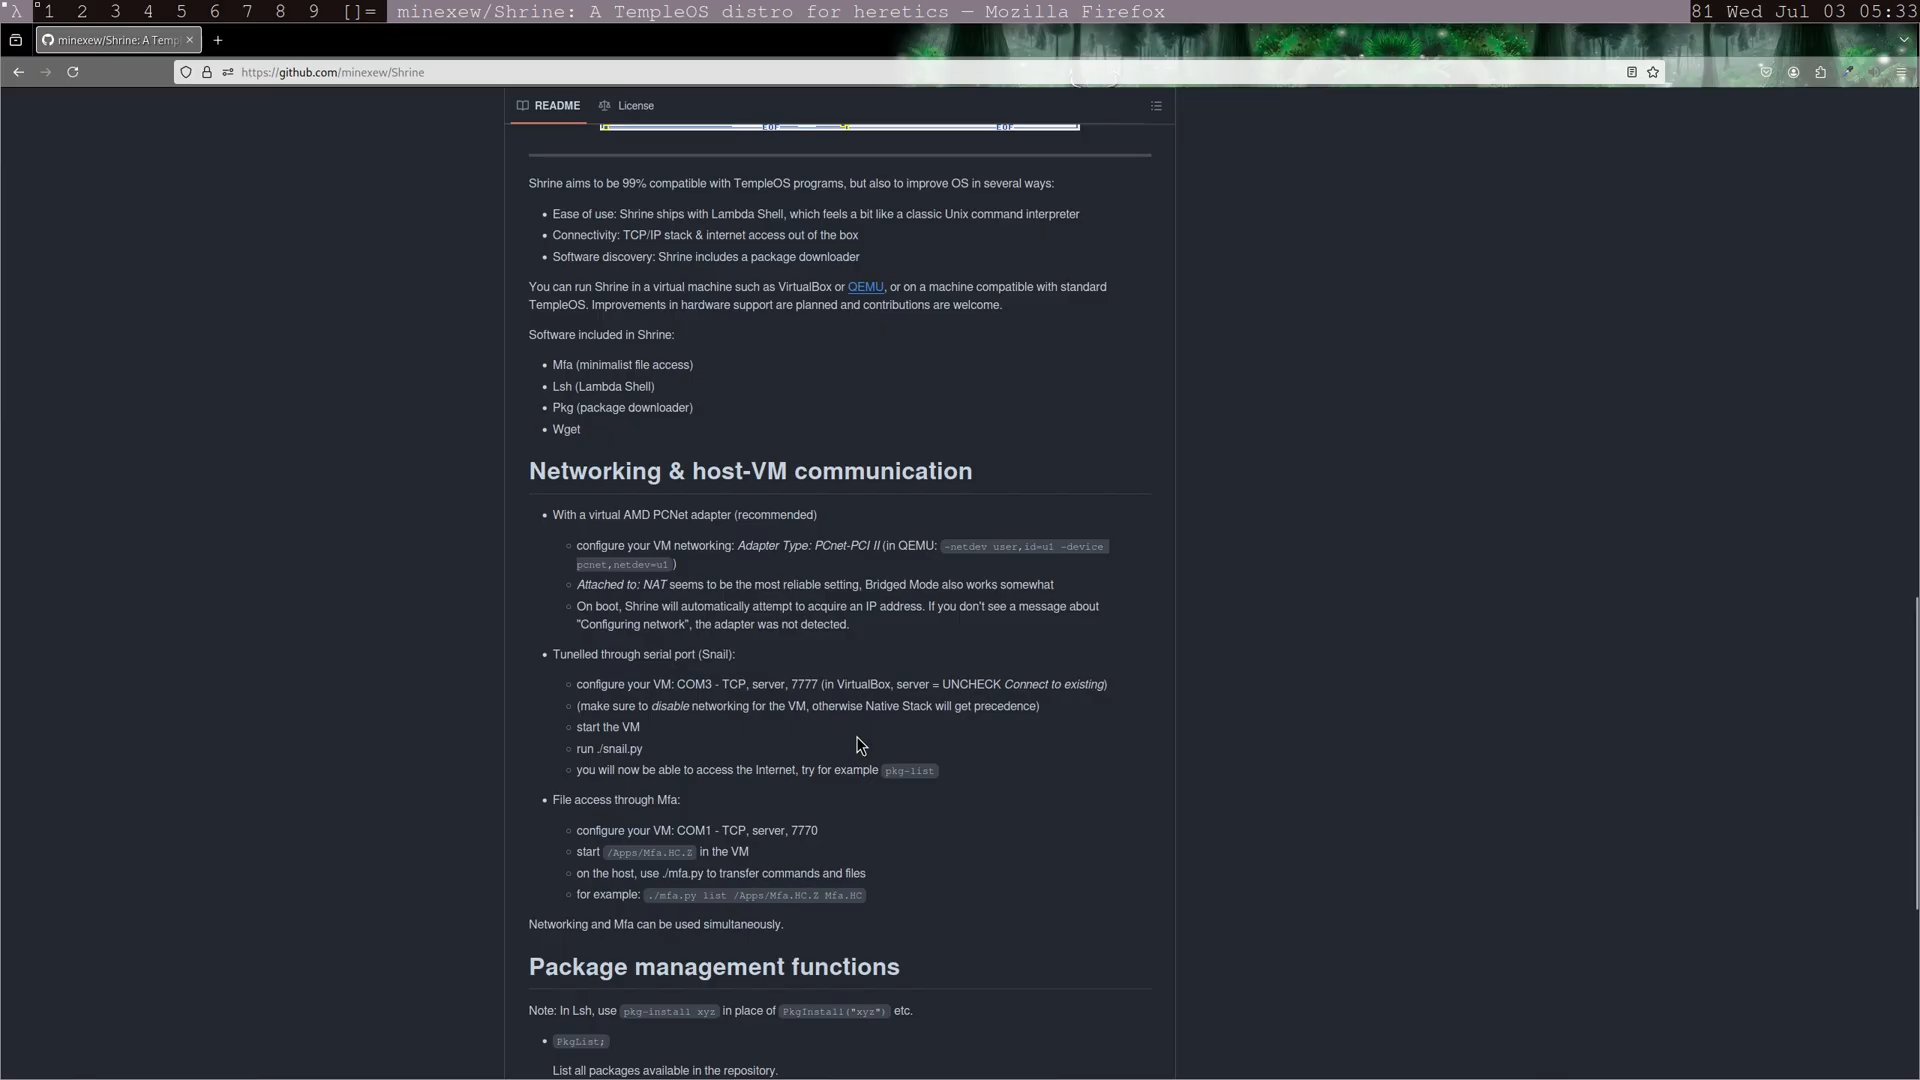 λ 1 2 3 4 5 6 7 8 9 []= minexew/Shrine: A TempleOS distro for heretics — Mozilla Firefox 81 Wed Jul 03 05:33
minexew/Shrine: A Temp
https://github.com/minexew/Shrine
README License
EOF EOF
Shrine aims to be 99% compatible with TempleOS programs, but also to improve OS in several ways:
• Ease of use: Shrine ships with Lambda Shell, which feels a bit like a classic Unix command interpreter
• Connectivity: TCP/IP stack & internet access out of the box
• Software discovery: Shrine includes a package downloader
You can run Shrine in a virtual machine such as VirtualBox or QEMU, or on a machine compatible with standard
TempleOS. Improvements in hardware support are planned and contributions are welcome.
Software included in Shrine:
• Mfa (minimalist file access)
• Lsh (Lambda Shell)
• Pkg (package downloader)
• Wget
Networking & host-VM communication
• With a virtual AMD PCNet adapter (recommended)
◦ configure your VM networking: Adapter Type: PCnet-PCI II (in QEMU: -netdev user,id=u1 -device
pcnet,netdev=u1 )
◦ Attached to: NAT seems to be the most reliable setting, Bridged Mode also works somewhat
◦ On boot, Shrine will automatically attempt to acquire an IP address. If you don't see a message about
"Configuring network", the adapter was not detected.
• Tunelled through serial port (Snail):
◦ configure your VM: COM3 - TCP, server, 7777 (in VirtualBox, server = UNCHECK Connect to existing)
◦ (make sure to disable networking for the VM, otherwise Native Stack will get precedence)
◦ start the VM
◦ run ./snail.py
◦ you will now be able to access the Internet, try for example pkg-list
• File access through Mfa:
◦ configure your VM: COM1 - TCP, server, 7770
◦ start /Apps/Mfa.HC.Z in the VM
◦ on the host, use ./mfa.py to transfer commands and files
◦ for example: ./mfa.py list /Apps/Mfa.HC.Z Mfa.HC
Networking and Mfa can be used simultaneously.
Package management functions
Note: In Lsh, use pkg-install xyz in place of PkgInstall("xyz") etc.
• PkgList;
List all packages available in the repository.